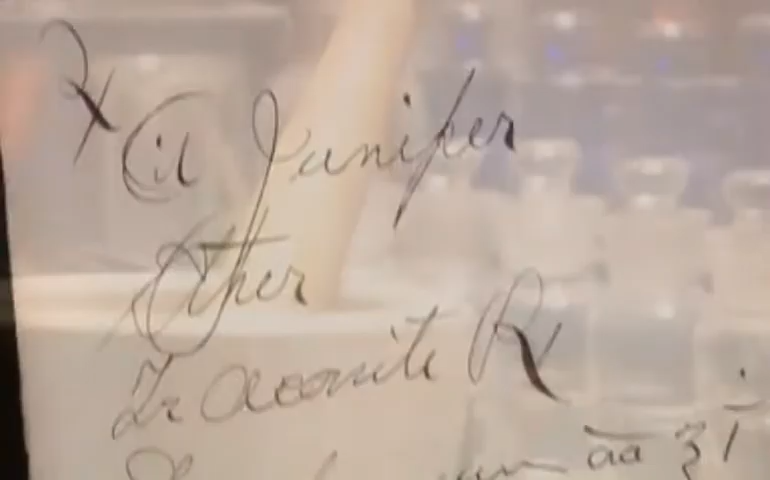 ℞ Oil Juniper
Ether
Tr Aconite R
aa ʒ i